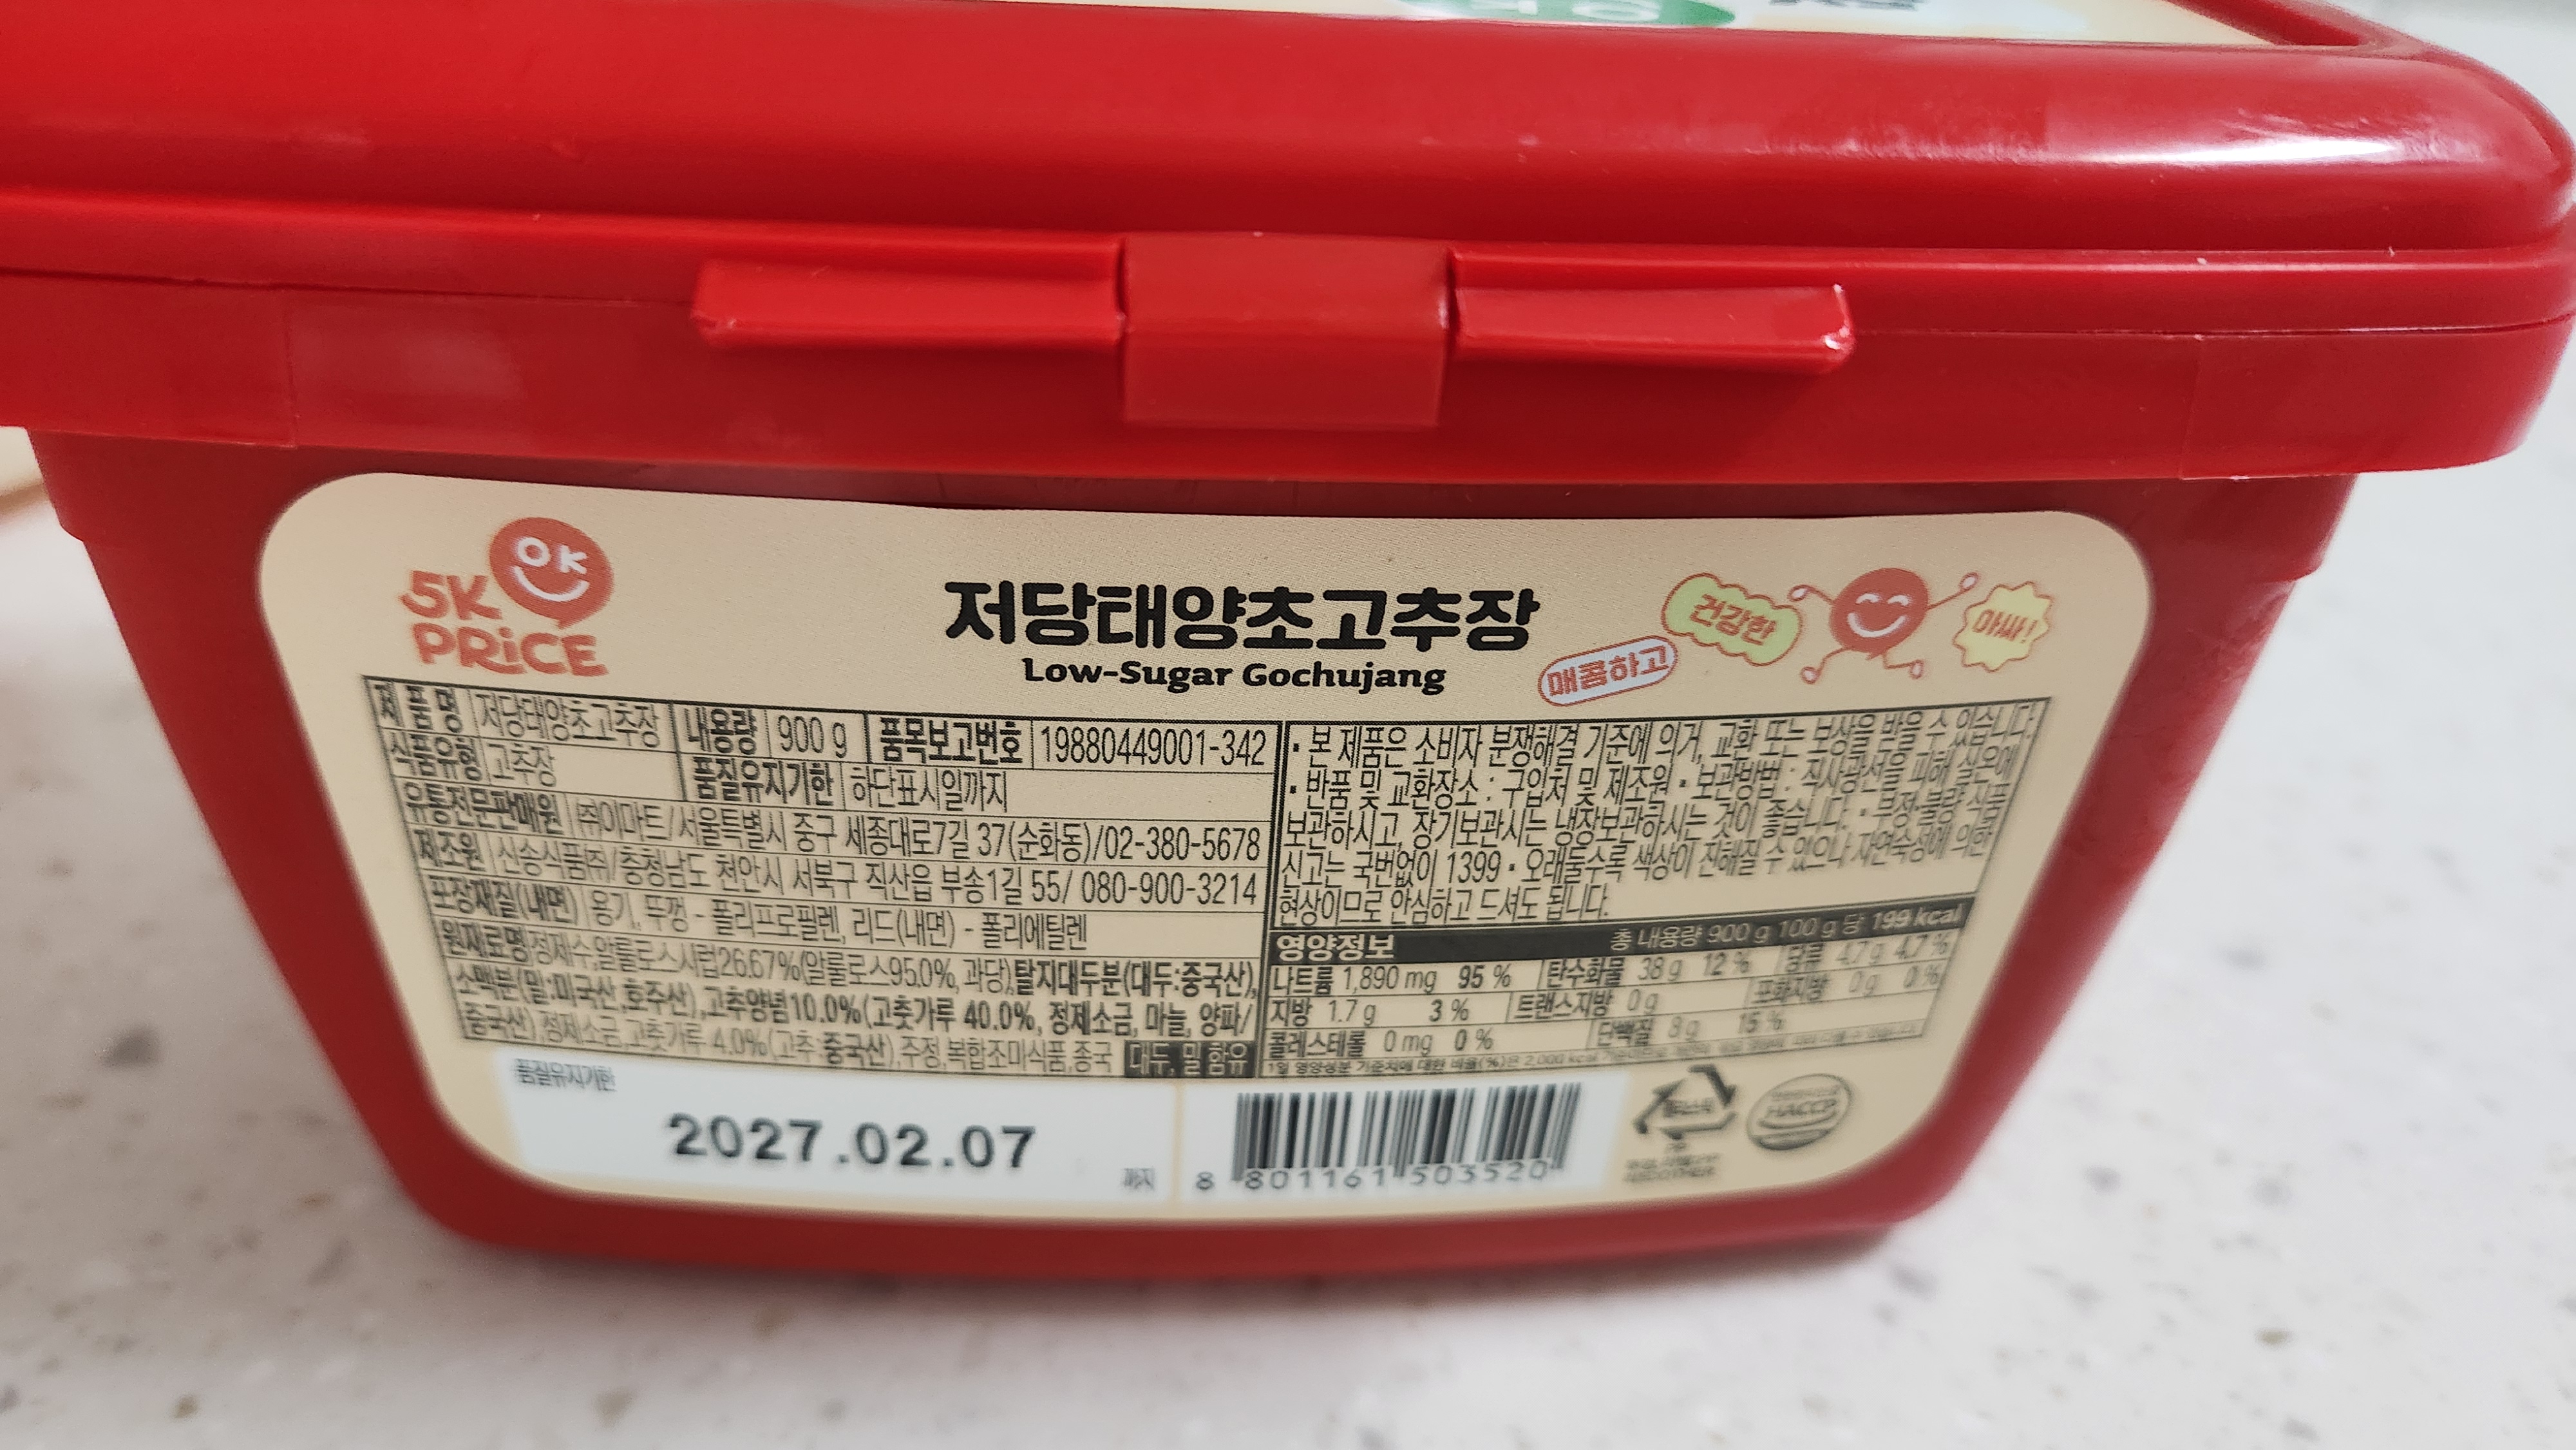 OK
5K
PRICE
저당태양초고추장
Low-Sugar Gochujang
매콤하고
건강한
아싸!
제 품 명 저당태양초고추장 내용량 900 g 품목보고번호 19880449001-342
식품유형 고추장 품질유지기한 하단표시일까지
유통전문판매원 ㈜이마트/서울특별시 중구 세종대로7길 37(순화동)/02-380-5678
제조원 신송식품㈜/충청남도 천안시 서북구 직산읍 부송1길 55/ 080-900-3214
포장재질(내면) 용기, 뚜껑 - 폴리프로필렌, 리드(내면) - 폴리에틸렌
원재료명 정제수,알룰로스시럽26.67%(알룰로스95.0%, 과당),탈지대두분(대두:중국산),
소맥분(밀:미국산,호주산),고추양념10.0%(고춧가루 40.0%, 정제소금, 마늘, 양파/
중국산),정제소금,고춧가루 4.0%(고추:중국산),주정,복합조미식품,종국 대두, 밀 함유
• 본 제품은 소비자 분쟁해결 기준에 의거, 교환 또는 보상을 받을 수 있습니다.
• 반품 및 교환장소 : 구입처 및 제조원 • 보관방법 : 직사광선을 피해 실온에
보관하시고, 장기보관시는 냉장보관하시는 것이 좋습니다. • 부정·불량식품
신고는 국번없이 1399 • 오래둘수록 색상이 진해질 수 있으나 자연숙성에 의한
현상이므로 안심하고 드셔도 됩니다.
영양정보 총 내용량 900 g 100 g 당 199 kcal
나트륨 1,890 mg 95 % 탄수화물 38 g 12 % 당류 4.7 g 4.7 %
지방 1.7 g 3 % 트랜스지방 0 g 포화지방 0 g 0 %
콜레스테롤 0 mg 0 % 단백질 8 g 15 %
1일 영양성분 기준치에 대한 비율(%)은 2,000 kcal
품질유지기한
2027.02.07
까지
8 801161 503520
HACCP